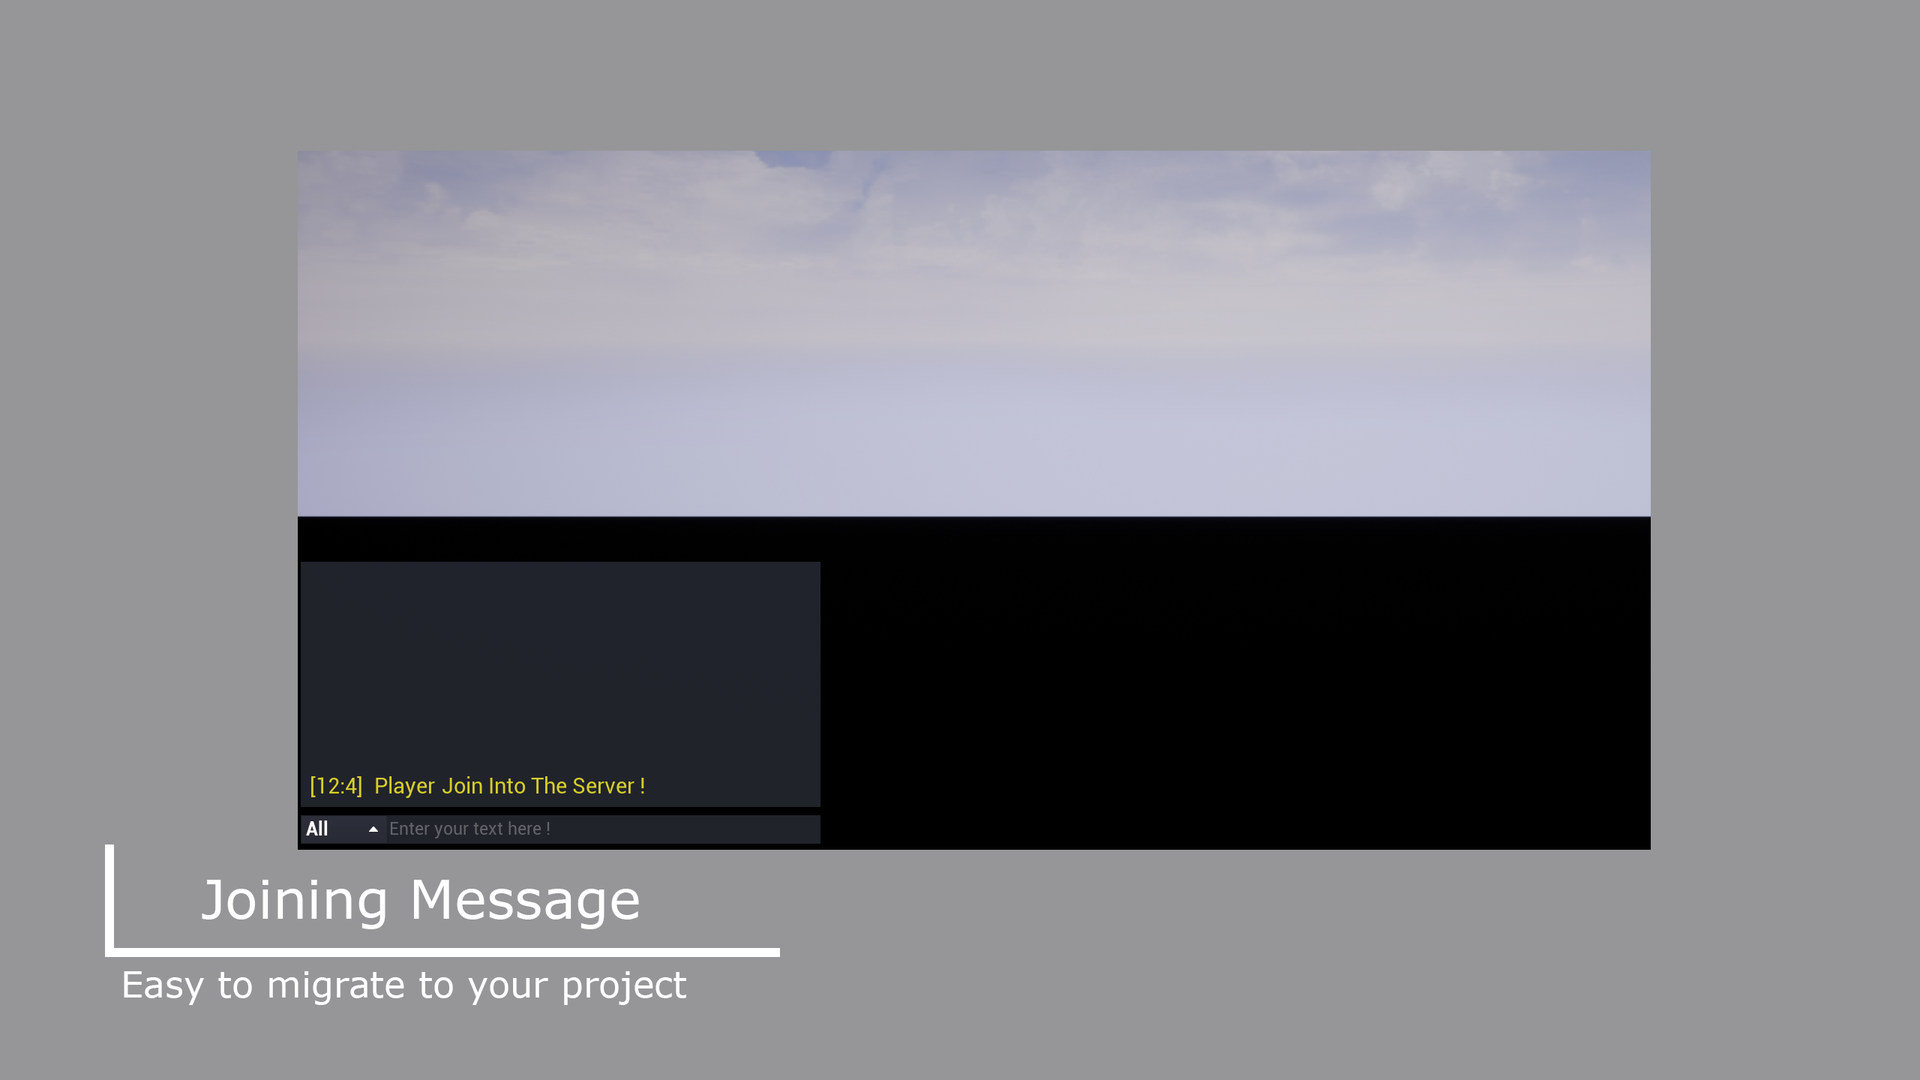 [12:4] Player Join Into The Server !
All Enter your text here !
Joining Message
Easy to migrate to your project